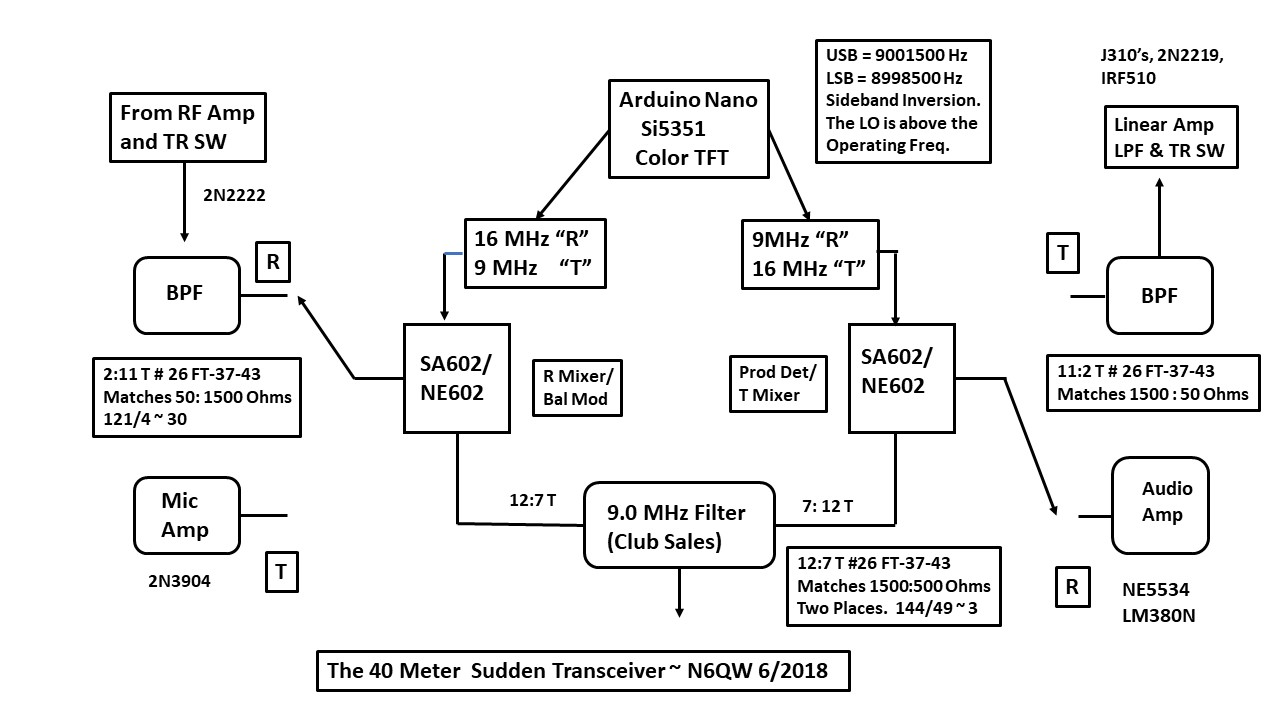 USB = 9001500 Hz
LSB = 8998500 Hz
Sideband Inversion.
The LO is above the
Operating Freq.
J310’s, 2N2219,
IRF510
From RF Amp
and TR SW
Arduino Nano
Si5351
Color TFT
Linear Amp
LPF & TR SW
2N2222
R
16 MHz “R”
9 MHz “T”
9MHz “R”
16 MHz “T”
T
BPF
BPF
SA602/
NE602
R Mixer/
Bal Mod
Prod Det/
T Mixer
SA602/
NE602
2:11 T # 26 FT-37-43
Matches 50: 1500 Ohms
121/4 ~ 30
11:2 T # 26 FT-37-43
Matches 1500 : 50 Ohms
Mic
Amp
12:7 T
9.0 MHz Filter
(Club Sales)
7: 12 T
Audio
Amp
2N3904
T
12:7 T #26 FT-37-43
Matches 1500:500 Ohms
Two Places. 144/49 ~ 3
R
NE5534
LM380N
The 40 Meter Sudden Transceiver ~ N6QW 6/2018